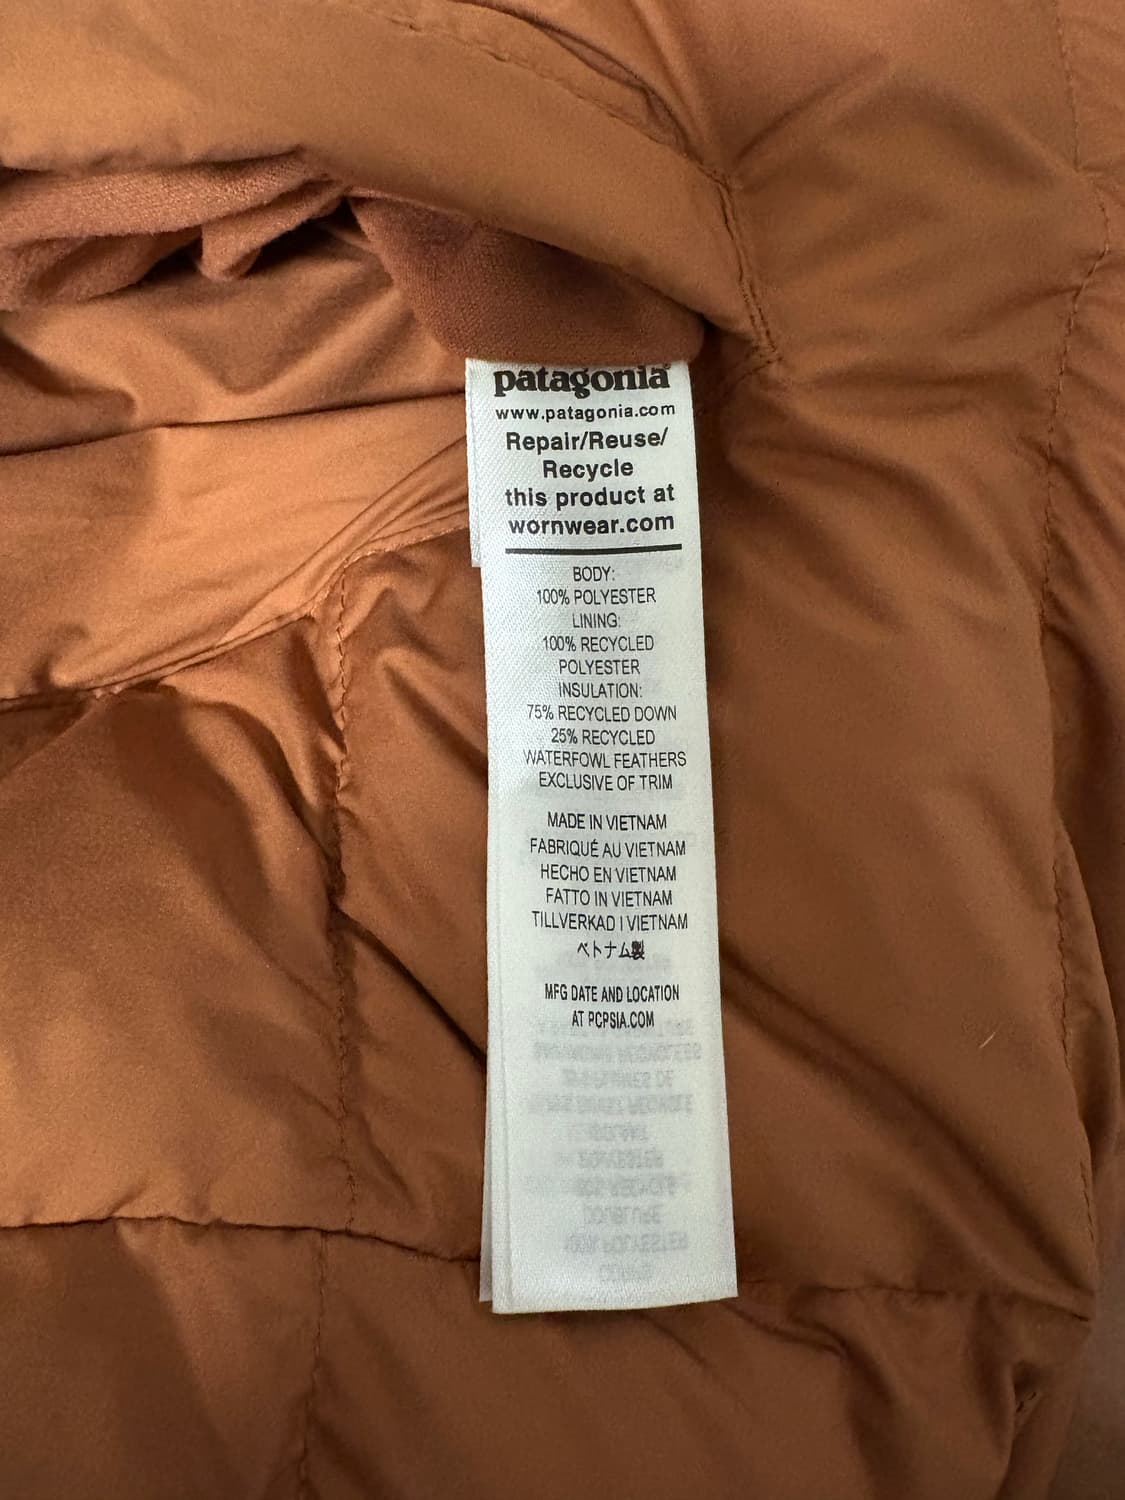 patagonia®
www.patagonia.com
Repair/Reuse/
Recycle
this product at
wornwear.com
BODY:
100% POLYESTER
LINING:
100% RECYCLED
POLYESTER
INSULATION:
75% RECYCLED DOWN
25% RECYCLED
WATERFOWL FEATHERS
EXCLUSIVE OF TRIM
MADE IN VIETNAM
FABRIQUÉ AU VIETNAM
HECHO EN VIETNAM
FATTO IN VIETNAM
TILLVERKAD I VIETNAM
ベトナム製
MFG DATE AND LOCATION
AT PCPSIA.COM